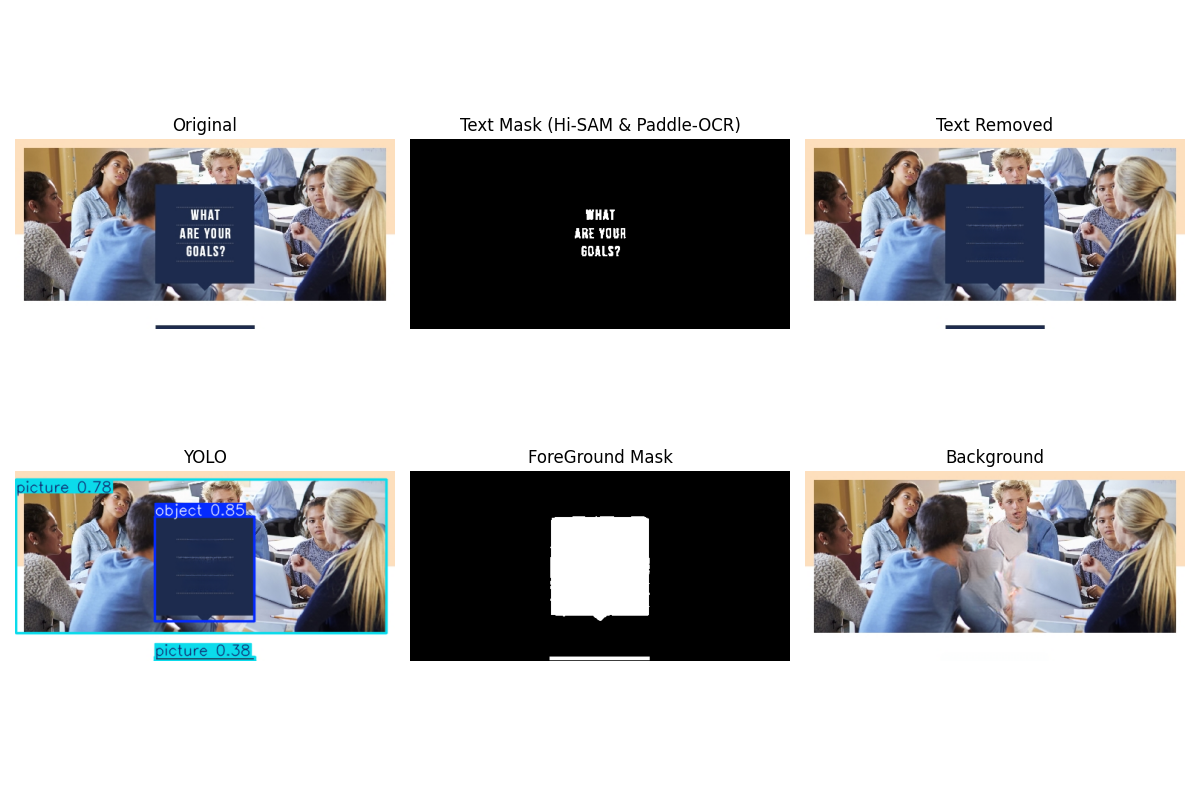 Original
WHAT
ARE YOUR
GOALS?
Text Mask (Hi-SAM & Paddle-OCR)
WHAT
ARE YOUR
GOALS?
Text Removed
YOLO
picture 0.78
object 0.85
picture 0.38
ForeGround Mask
Background